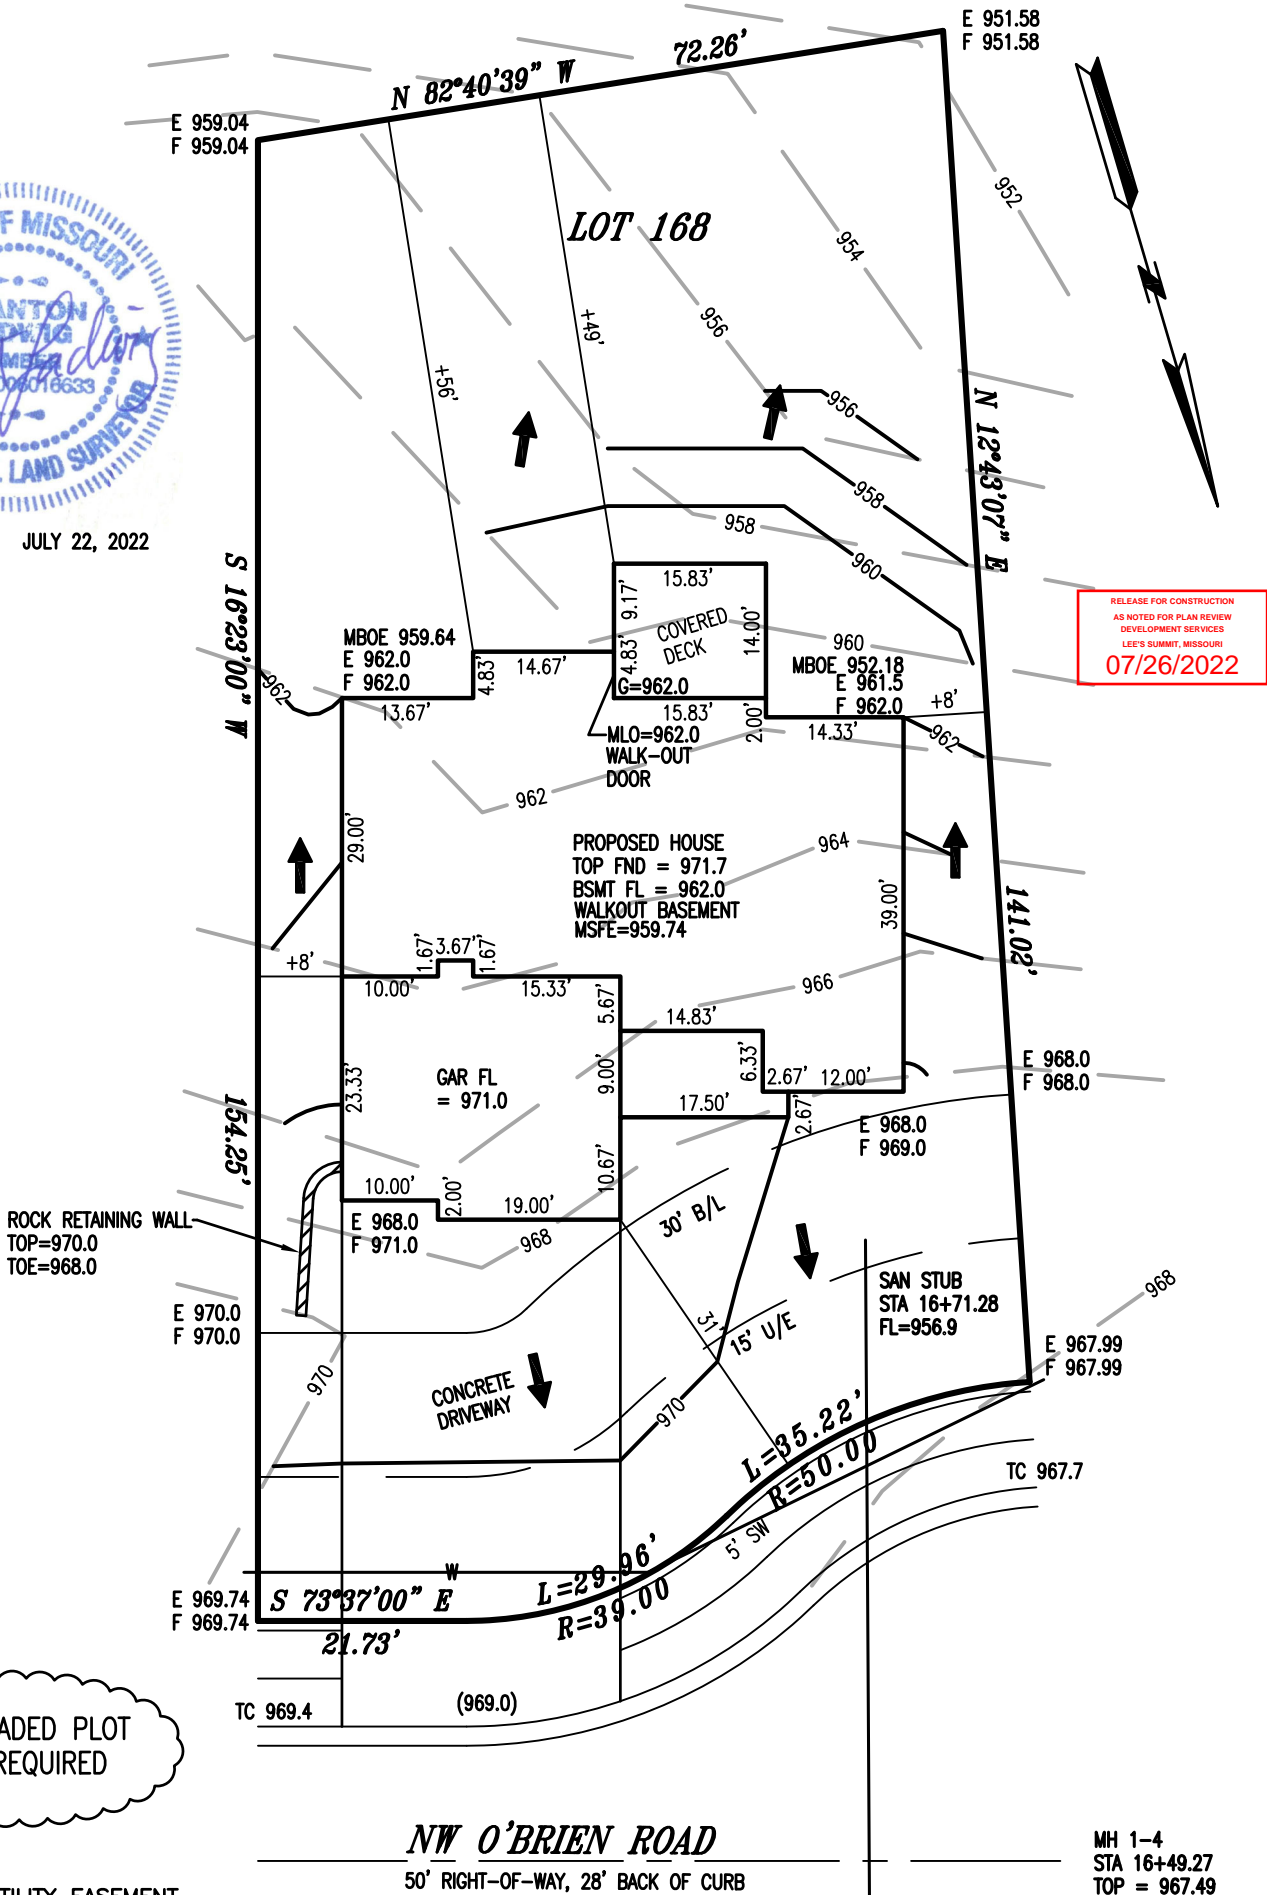 E 951.58
F 951.58
72.26'
N 82°40'39" W
E 959.04
F 959.04
F MISSOURI
ANTON
LAND SURVEYOR
JULY 22, 2022
LOT 168
952
954
956
956
+49'
+56'
N 12°43'07" E
141.02'
958
958
960
960
S 16°23'00" W
154.25'
RELEASE FOR CONSTRUCTION
AS NOTED FOR PLAN REVIEW
DEVELOPMENT SERVICES
LEE'S SUMMIT, MISSOURI
07/26/2022
15.83'
9.17'
COVERED
DECK
14.00'
4.83'
G=962.0
MBOE 959.64
E 962.0
F 962.0
4.83'
14.67'
13.67'
962
MBOE 952.18
E 961.5
F 962.0
+8'
15.83'
2.00'
14.33'
962
MLO=962.0
WALK-OUT
DOOR
962
29.00'
PROPOSED HOUSE
TOP FND = 971.7
BSMT FL = 962.0
WALKOUT BASEMENT
MSFE=959.74
964
39.00'
+8'
1.67'
3.67'
1.67'
10.00'
15.33'
5.67'
966
14.83'
9.00'
6.33'
2.67'
12.00'
E 968.0
F 968.0
GAR FL
= 971.0
23.33'
17.50'
2.67'
E 968.0
F 969.0
10.67'
10.00'
2.00'
19.00'
30' B/L
ROCK RETAINING WALL
TOP=970.0
TOE=968.0
E 968.0
F 971.0
968
SAN STUB
STA 16+71.28
FL=956.9
968
E 970.0
F 970.0
31'
15' U/E
E 967.99
F 967.99
970
CONCRETE
DRIVEWAY
970
L=35.22'
R=50.00
TC 967.7
5' SW
W
L=29.96'
R=39.00
E 969.74
F 969.74
S 73°37'00" E
21.73'
TC 969.4
(969.0)
ADED PLOT
REQUIRED
NW O'BRIEN ROAD
50' RIGHT-OF-WAY, 28' BACK OF CURB
MH 1-4
STA 16+49.27
TOP = 967.49
TILITY EASEMENT